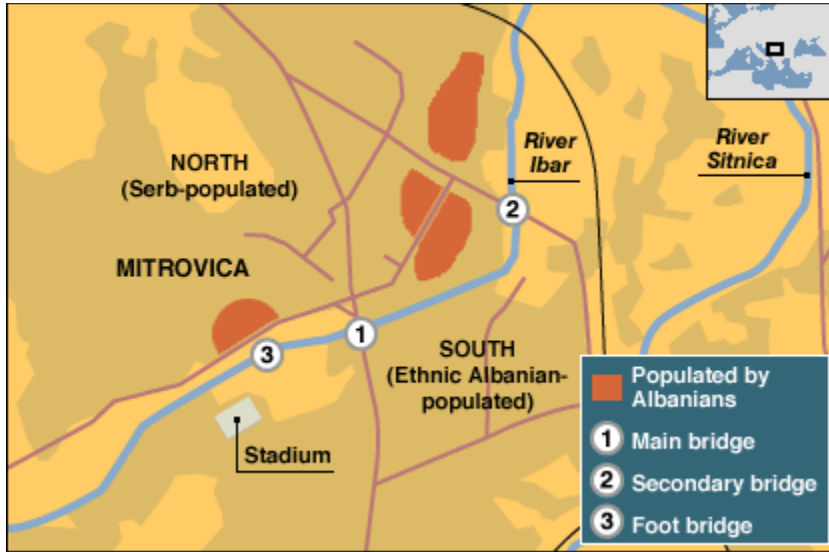 River
Ibar
River
Sitnica
NORTH
(Serb-populated)
2
MITROVICA
1
3
SOUTH
(Ethnic Albanian-
populated)
Stadium
Populated by
Albanians
1 Main bridge
2 Secondary bridge
3 Foot bridge